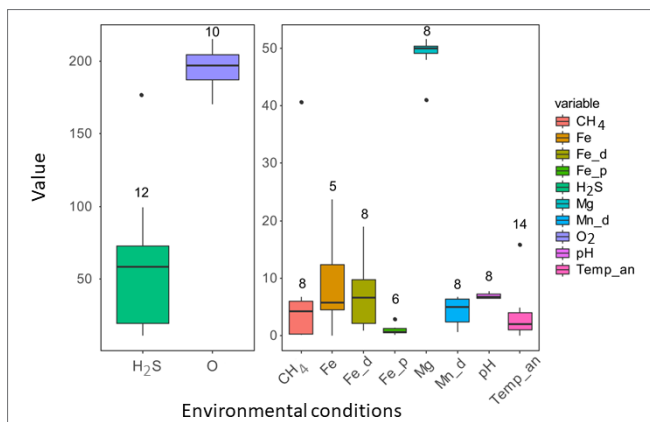 10
200
150
100
50
12
Value
H₂S
O
8
50
40
30
20
10
0
5
8
14
8
6
8
8
CH₄
Fe
Fe_d
Fe_p
Mg
Mn_d
pH
Temp_an
Environmental conditions
variable
CH₄
Fe
Fe_d
Fe_p
H₂S
Mg
Mn_d
O₂
pH
Temp_an